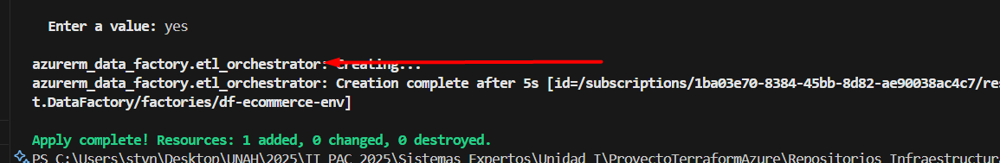 Enter a value: yes
azurerm_data_factory.etl_orchestrator: Creating...
azurerm_data_factory.etl_orchestrator: Creation complete after 5s [id=/subscriptions/1ba03e70-8384-45bb-8d82-ae90038ac4c7/res
t.DataFactory/factories/df-ecommerce-env]
Apply complete! Resources: 1 added, 0 changed, 0 destroyed.
PS C:\Users\styn\Desktop\UNAH\2025\II PAC 2025\Sistemas Expertos\Unidad I\ProyectoTerraformAzure\Repositorios Infraestructur